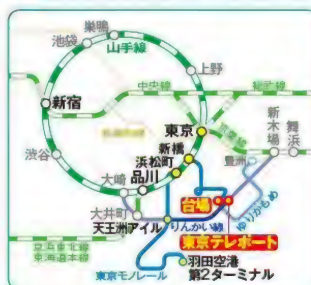 巣鴨
池袋
山手線
上野
中央線
総武線
新宿
東京
新木場
舞浜
新橋
豊洲
渋谷
浜松町
品川
大崎
台場
ゆりかもめ
大井町
りんかい線
天王洲アイル
東京テレポート
京浜東北線
東海道本線
羽田空港
第2ターミナル
東京モノレール